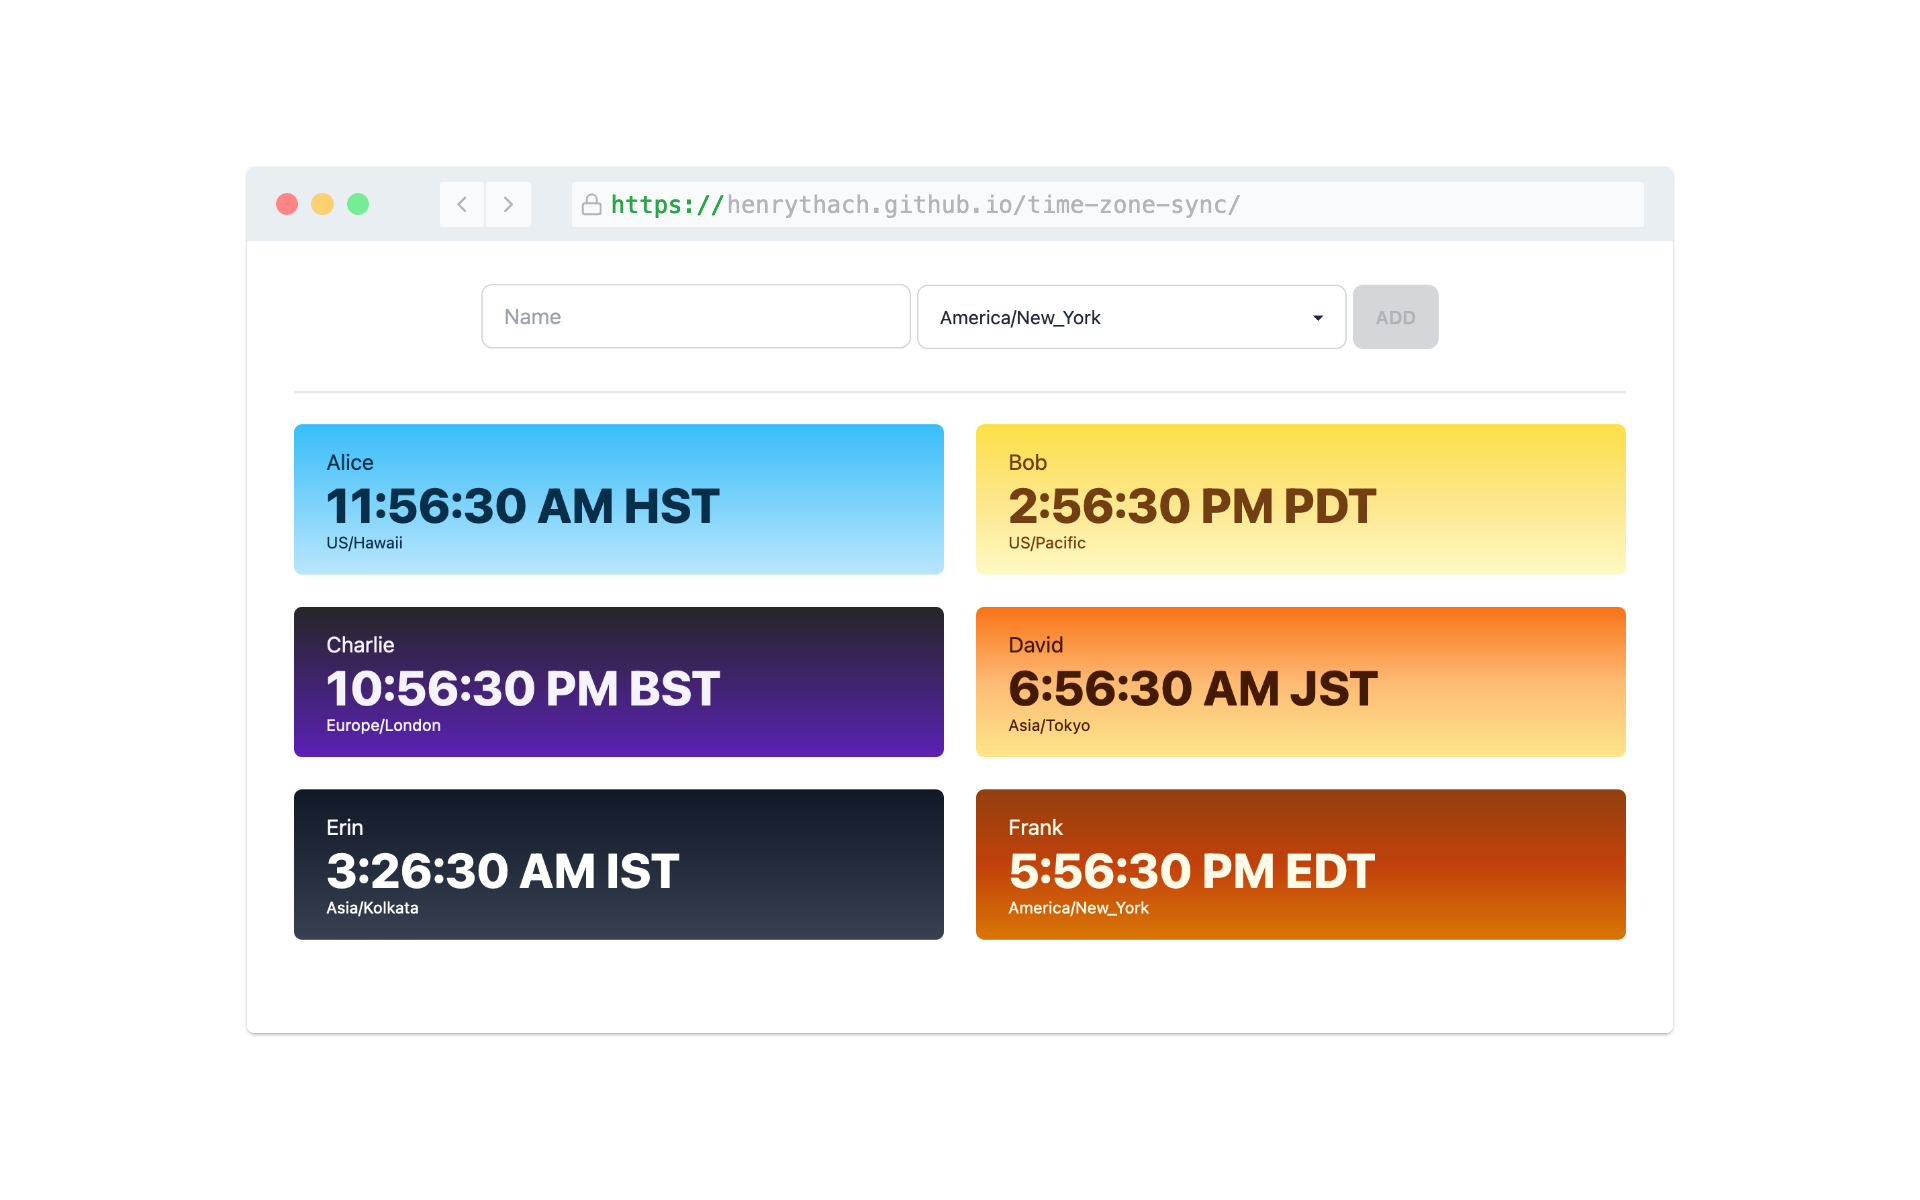 https://henrythach.github.io/time-zone-sync/
Name
America/New_York
ADD
Alice
11:56:30 AM HST
US/Hawaii
Bob
2:56:30 PM PDT
US/Pacific
Charlie
10:56:30 PM BST
Europe/London
David
6:56:30 AM JST
Asia/Tokyo
Erin
3:26:30 AM IST
Asia/Kolkata
Frank
5:56:30 PM EDT
America/New_York